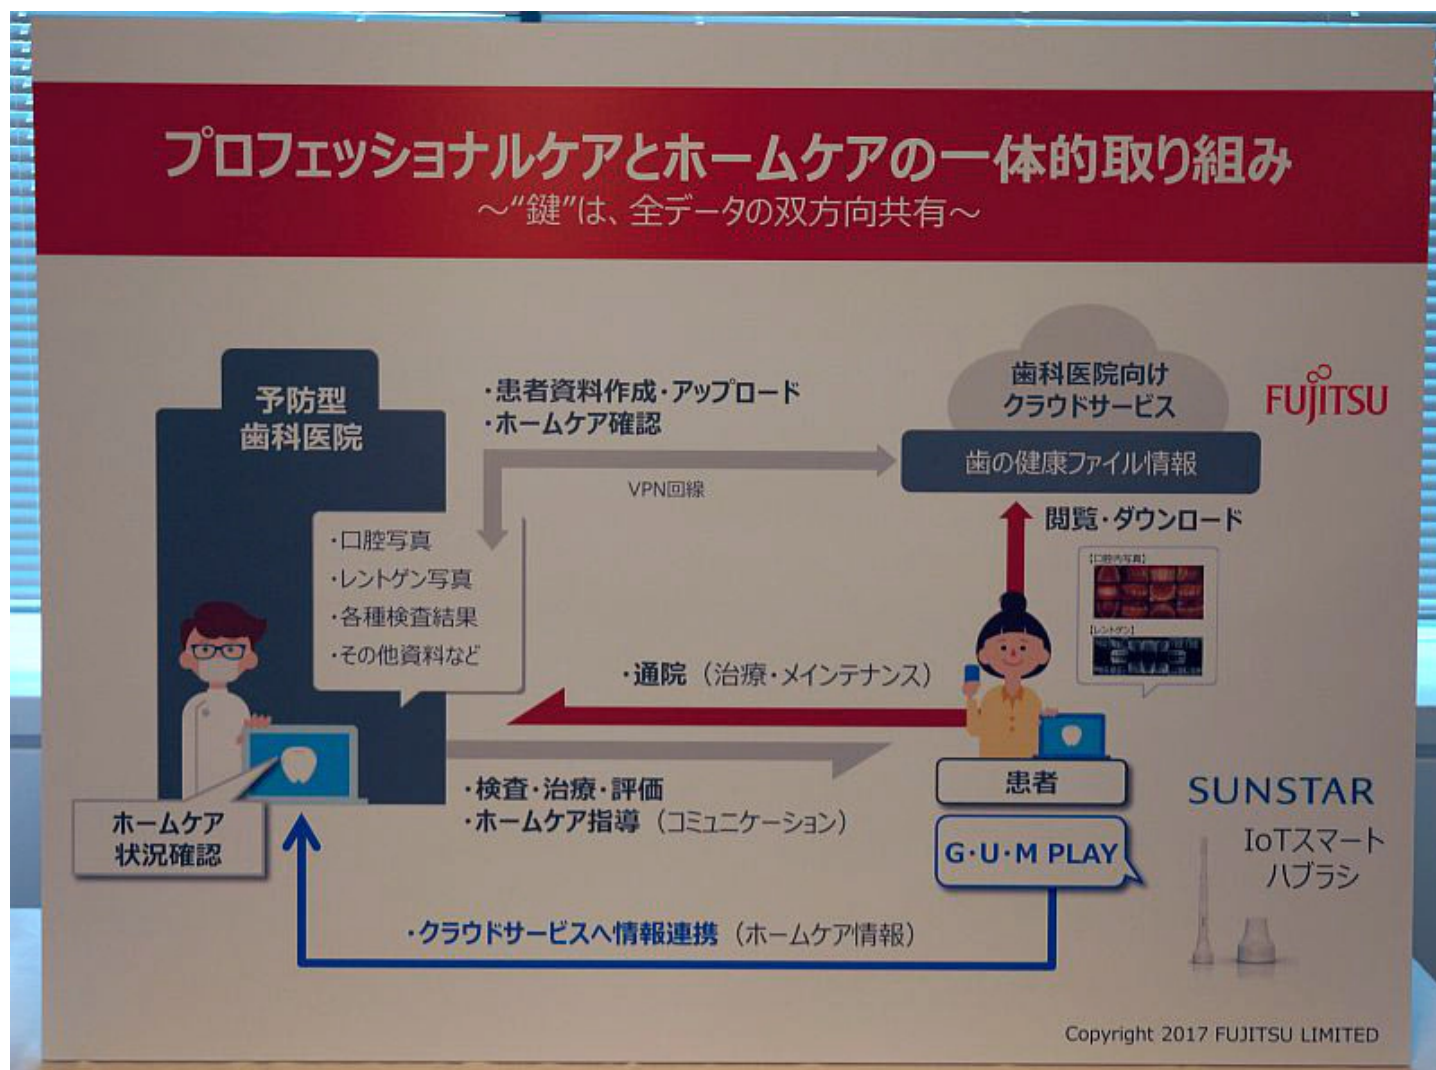 プロフェッショナルケアとホームケアの一体的取り組み
～“鍵”は、全データの双方向共有～
予防型
歯科医院
・患者資料作成・アップロード
・ホームケア確認
VPN回線
歯科医院向け
クラウドサービス
歯の健康ファイル情報
FUJITSU
閲覧・ダウンロード
【口腔内写真】
【レントゲン】
・口腔写真
・レントゲン写真
・各種検査結果
・その他資料など
・通院（治療・メインテナンス）
・検査・治療・評価
・ホームケア指導（コミュニケーション）
ホームケア
状況確認
患者
G・U・M PLAY
SUNSTAR
IoTスマート
ハブラシ
・クラウドサービスへ情報連携（ホームケア情報）
Copyright 2017 FUJITSU LIMITED